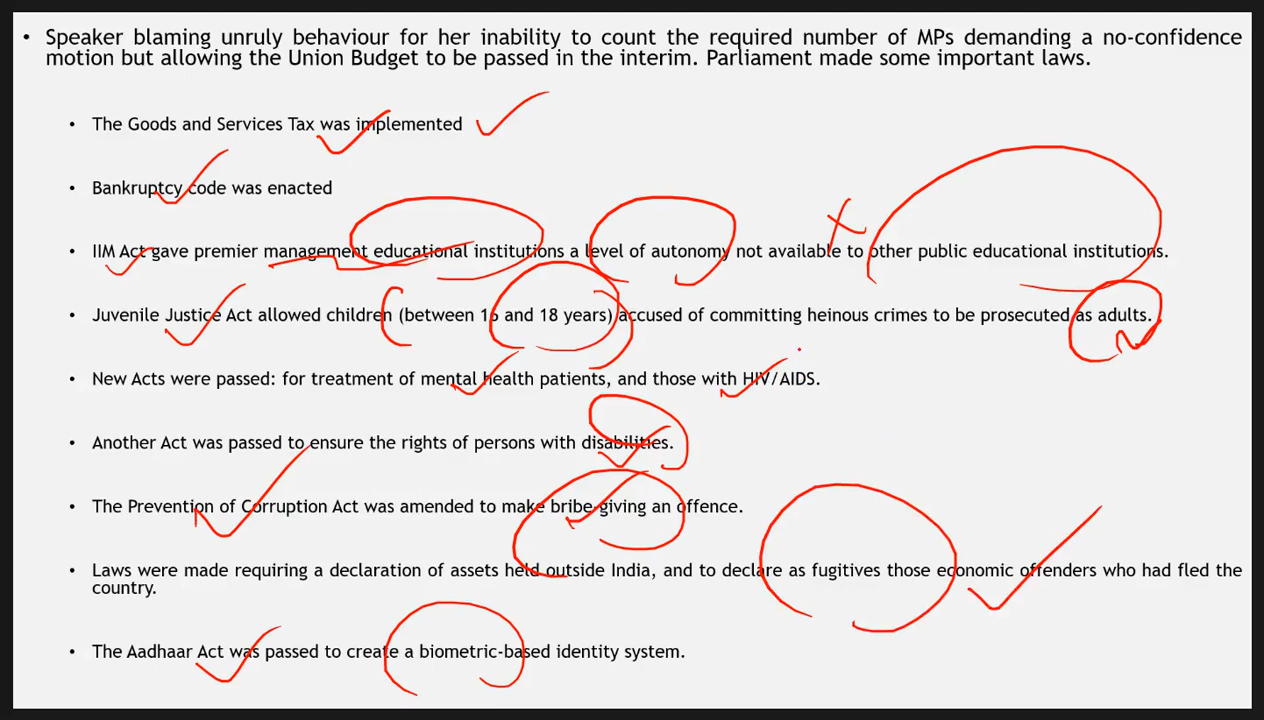 • Speaker blaming unruly behaviour for her inability to count the required number of MPs demanding a no-confidence
motion but allowing the Union Budget to be passed in the interim. Parliament made some important laws.
• The Goods and Services Tax was implemented
• Bankruptcy code was enacted
• IIM Act gave premier management educational institutions a level of autonomy not available to other public educational institutions.
• Juvenile Justice Act allowed children (between 16 and 18 years) accused of committing heinous crimes to be prosecuted as adults.
• New Acts were passed: for treatment of mental health patients, and those with HIV/AIDS.
• Another Act was passed to ensure the rights of persons with disabilities.
• The Prevention of Corruption Act was amended to make bribe giving an offence.
• Laws were made requiring a declaration of assets held outside India, and to declare as fugitives those economic offenders who had fled the
country.
• The Aadhaar Act was passed to create a biometric-based identity system.